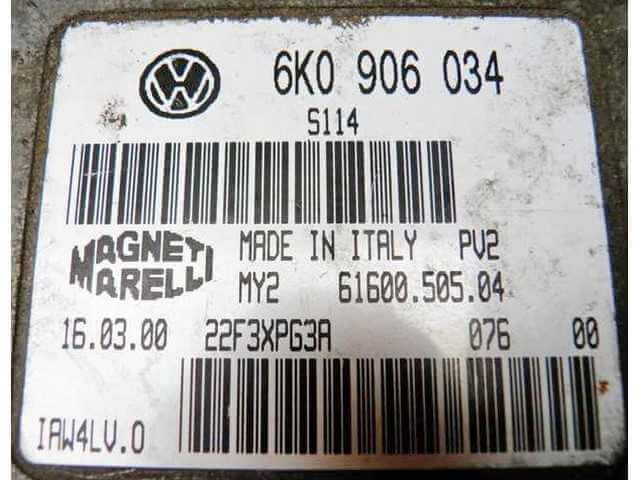 6K0 906 034
S114
MAGNETI MARELLI
MADE IN ITALY PV2
MY2 61600.505.04
16.03.00 22F3XPG3A 076 00
IAW4LV.0